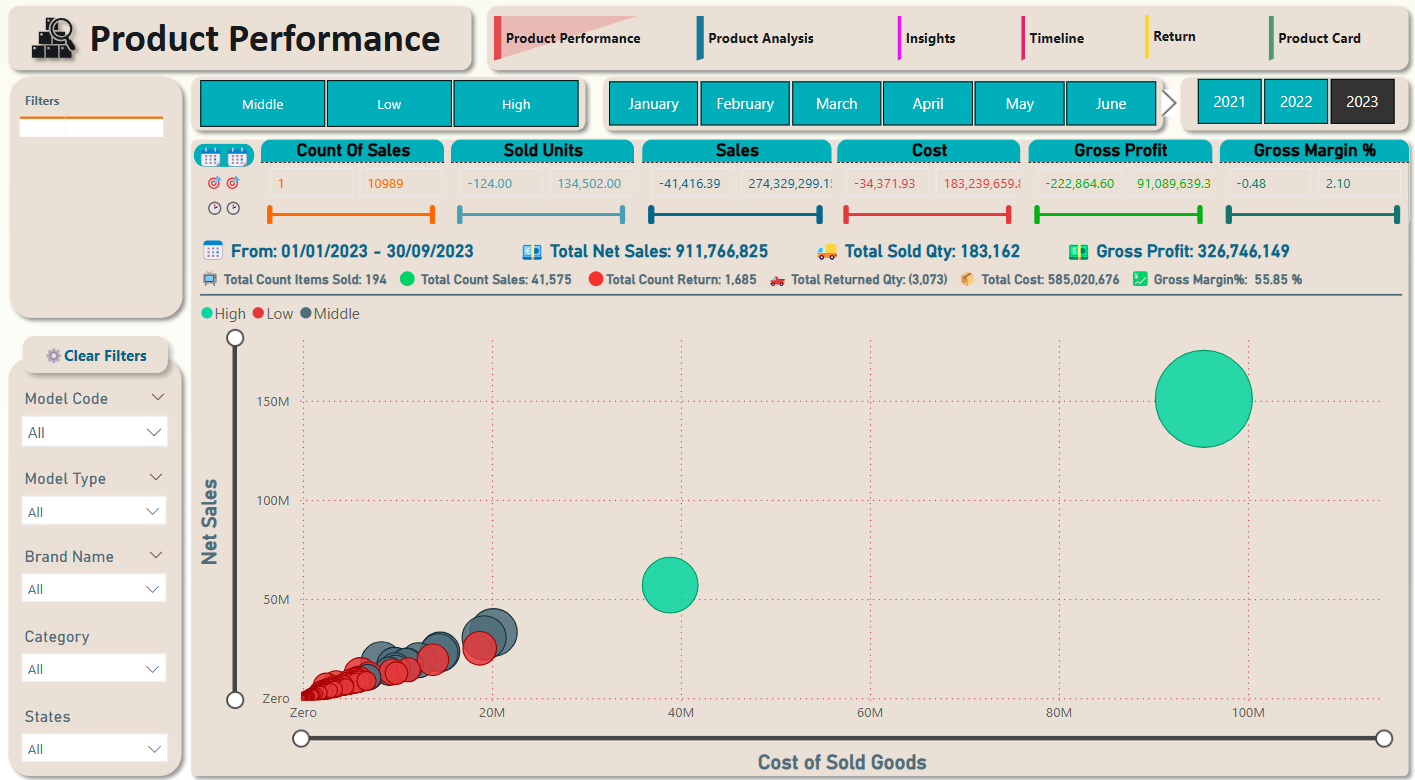 Product Performance
Product Performance
Product Analysis
Insights
Timeline
Return
Product Card
Filters
Middle
Low
High
January
February
March
April
May
June
2021
2022
2023
Count Of Sales
Sold Units
Sales
Cost
Gross Profit
Gross Margin %
1
10989
-124.00
134,502.00
-41,416.39
274,329,299.1
-34,371.93
183,239,659.
-222,864.60
91,089,639.3
-0.48
2.10
From: 01/01/2023 - 30/09/2023
Total Net Sales: 911,766,825
Total Sold Qty: 183,162
Gross Profit: 326,746,149
Total Count Items Sold: 194
Total Count Sales: 41,575
Total Count Return: 1,685
Total Returned Qty: (3,073)
Total Cost: 585,020,676
Gross Margin%: 55.85 %
High
Low
Middle
Clear Filters
Model Code
All
Model Type
All
Brand Name
All
Category
All
States
All
Net Sales
150M
100M
50M
Zero
Zero
20M
40M
60M
80M
100M
Cost of Sold Goods